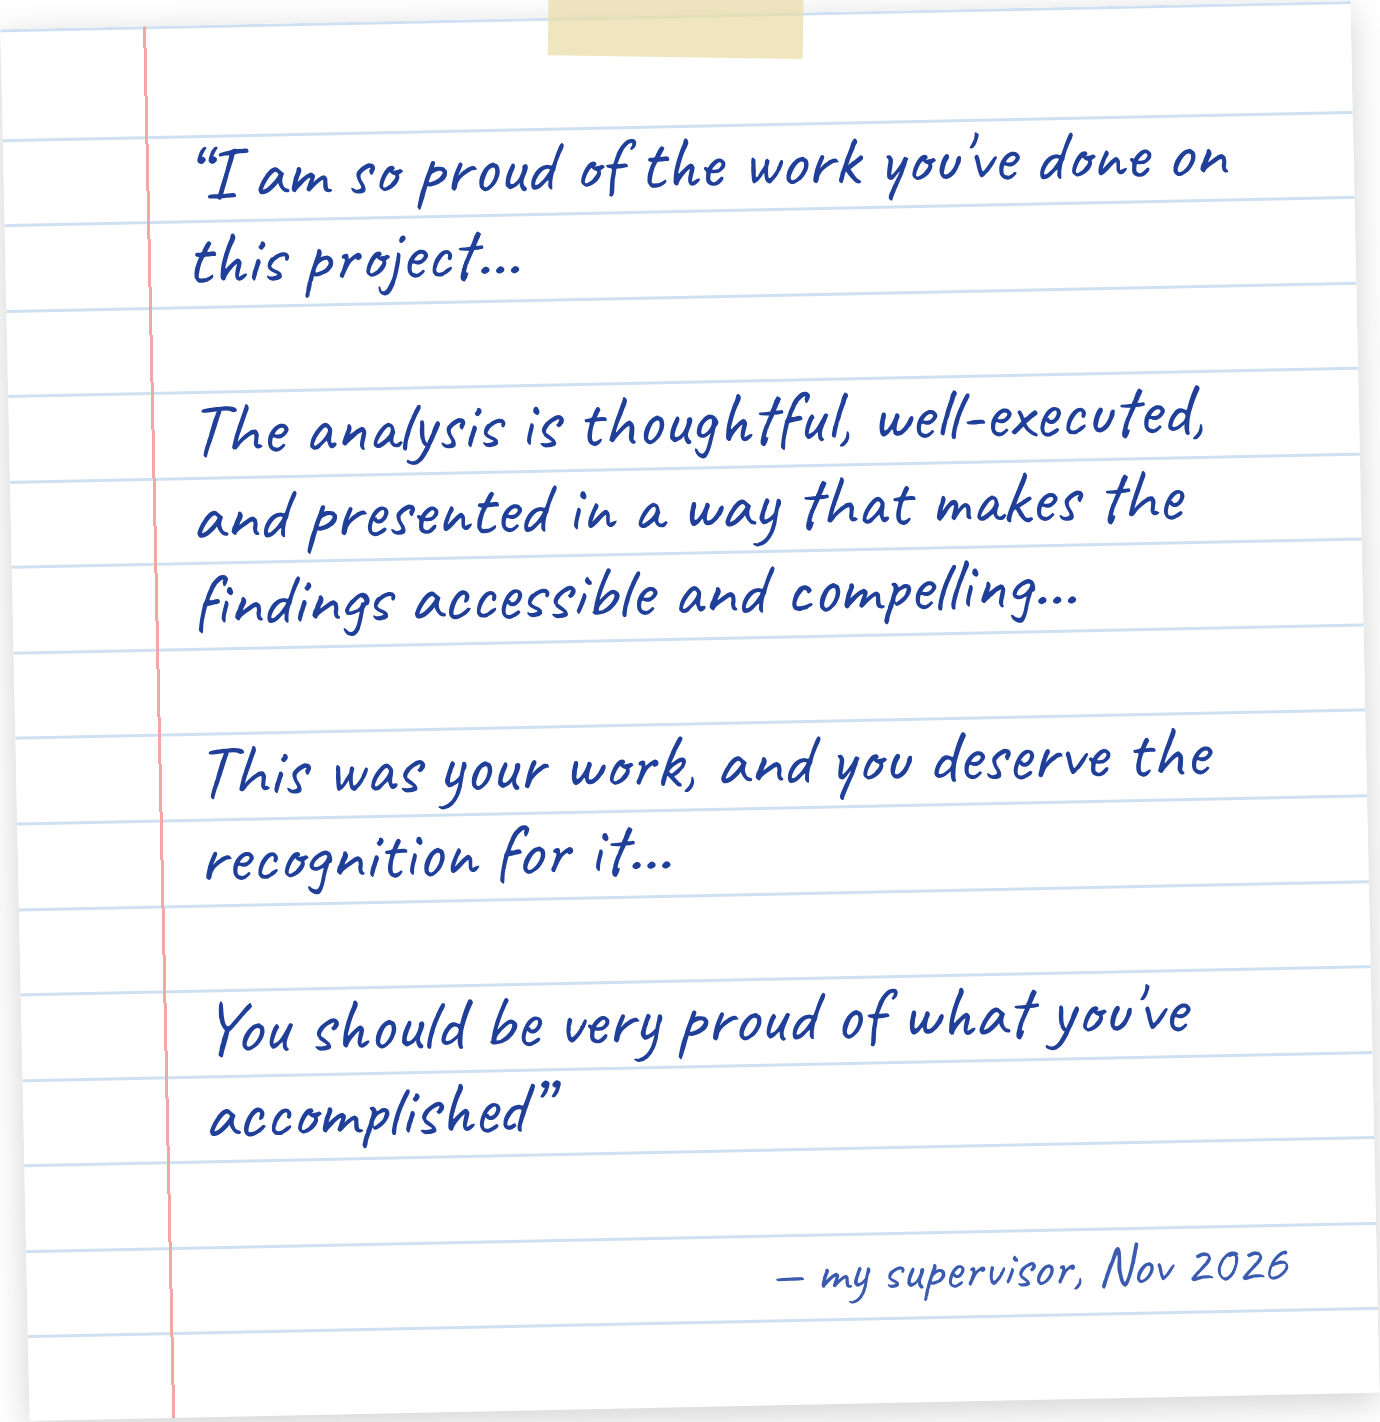 “I am so proud of the work you’ve done on
this project...
The analysis is thoughtful, well-executed,
and presented in a way that makes the
findings accessible and compelling...
This was your work, and you deserve the
recognition for it...
You should be very proud of what you’ve
accomplished”
– my supervisor, Nov 2026